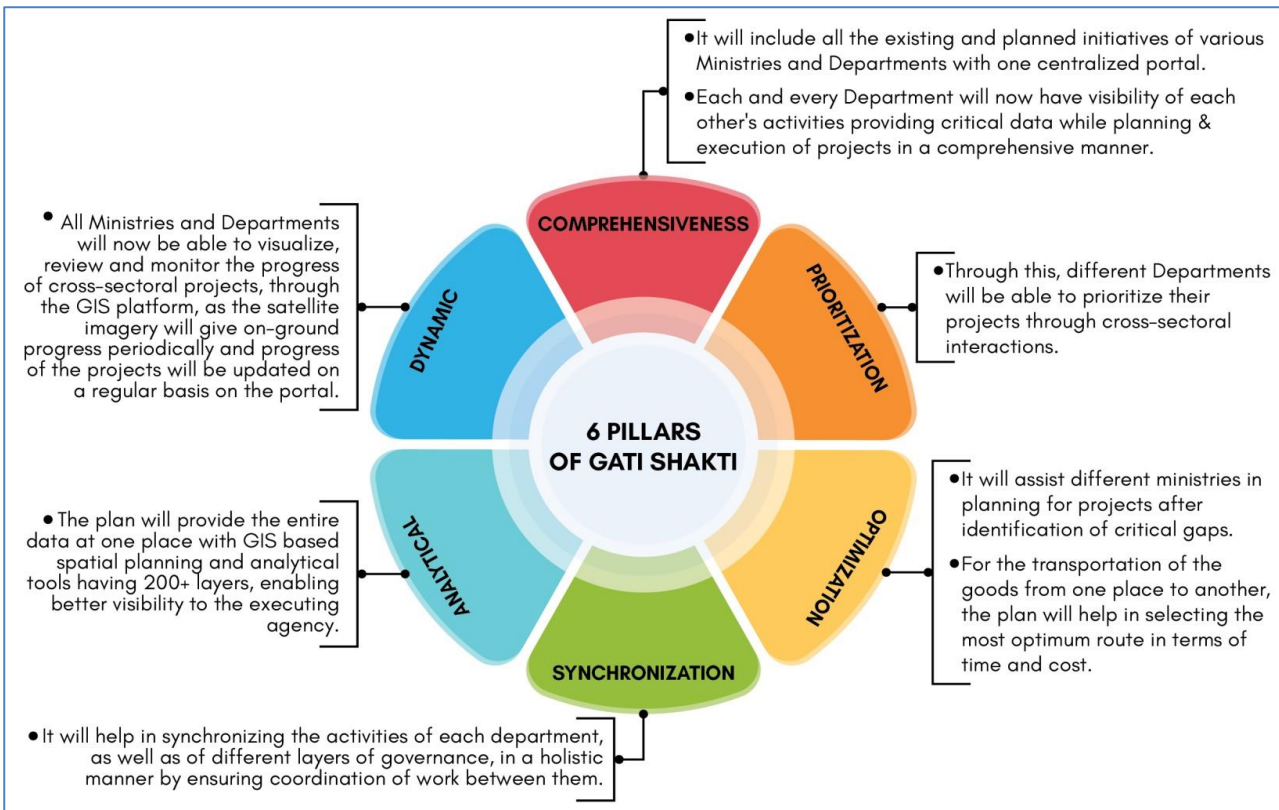 •It will include all the existing and planned initiatives of various
Ministries and Departments with one centralized portal.
•Each and every Department will now have visibility of each
other's activities providing critical data while planning &
execution of projects in a comprehensive manner.
COMPREHENSIVENESS
PRIORITIZATION
•Through this, different Departments
will be able to prioritize their
projects through cross-sectoral
interactions.
OPTIMIZATION
•It will assist different ministries in
planning for projects after
identification of critical gaps.
•For the transportation of the
goods from one place to another,
the plan will help in selecting the
most optimum route in terms of
time and cost.
SYNCHRONIZATION
•It will help in synchronizing the activities of each department,
as well as of different layers of governance, in a holistic
manner by ensuring coordination of work between them.
ANALYTICAL
•The plan will provide the entire
data at one place with GIS based
spatial planning and analytical
tools having 200+ layers, enabling
better visibility to the executing
agency.
DYNAMIC
• All Ministries and Departments
will now be able to visualize,
review and monitor the progress
of cross-sectoral projects, through
the GIS platform, as the satellite
imagery will give on-ground
progress periodically and progress
of the projects will be updated on
a regular basis on the portal.
6 PILLARS
OF GATI SHAKTI